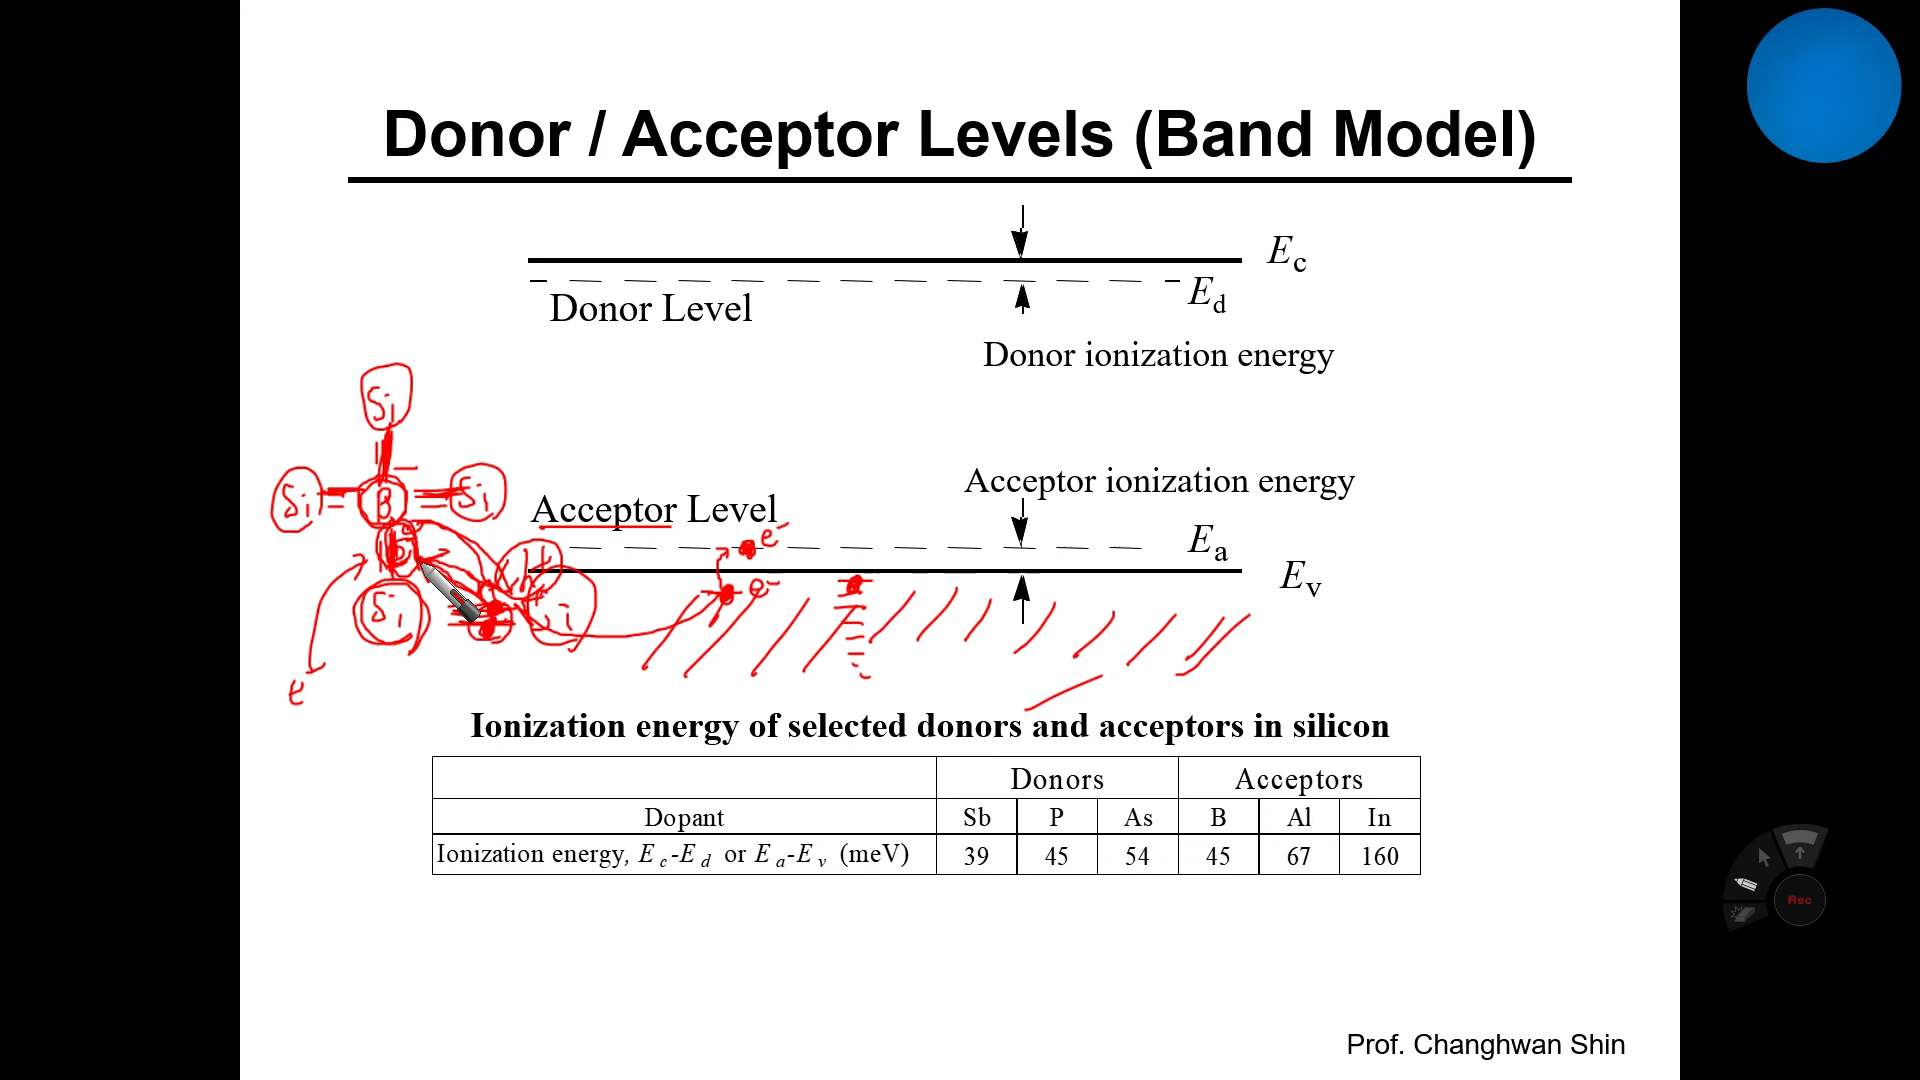 Donor / Acceptor Levels (Band Model)
Ec
Ed
Donor Level
Donor ionization energy
Si
Acceptor ionization energy
Si B Si
Acceptor Level
e-
Ea
h+
e-
Ev
Si
Si
e
Ionization energy of selected donors and acceptors in silicon
Donors Acceptors
Dopant Sb P As B Al In
Ionization energy, Ec-Ed or Ea-Ev (meV) 39 45 54 45 67 160
Rec
Prof. Changhwan Shin